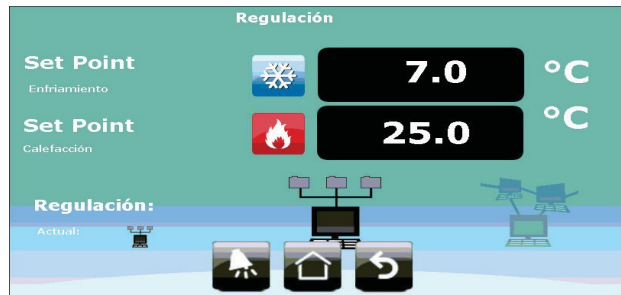 Regulación
Set Point
7.0 °C
Enfriamiento
Set Point
25.0 °C
Calefacción
Regulación:
Actual: